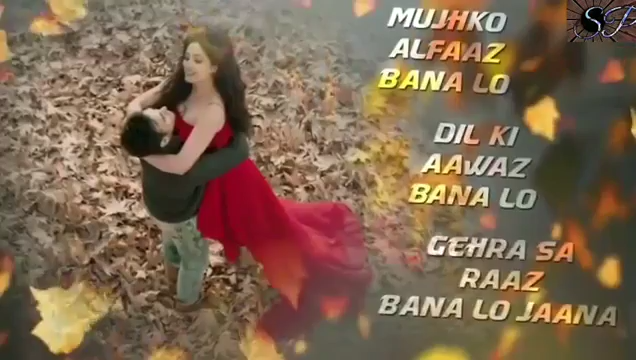 MUJHKO
ALFAAZ
BANA LO
DIL KI
AAWAZ
BANA LO
GEHRA SA
RAAZ
BANA LO JAANA